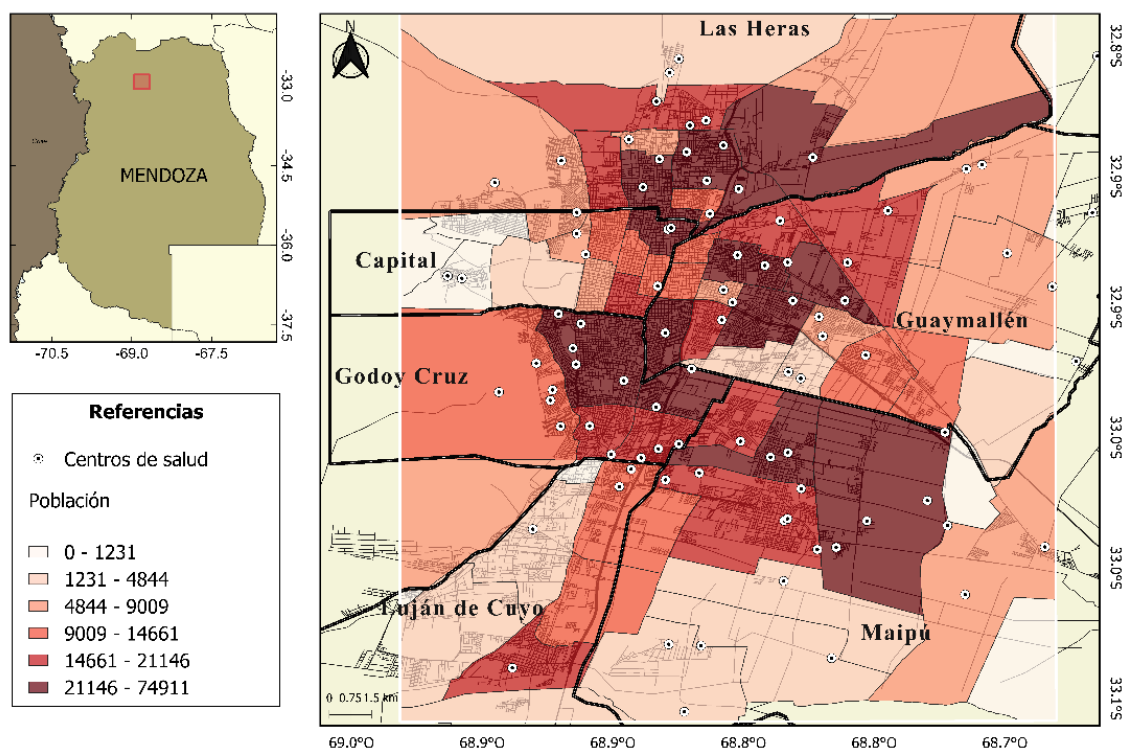 MENDOZA
-33.0
-34.5
-36.0
-37.5
-70.5
-69.0
-67.5
Referencias
Centros de salud
Población
0 - 1231
1231 - 4844
4844 - 9009
9009 - 14661
14661 - 21146
21146 - 74911
N
Las Heras
Capital
Guaymallén
Godoy Cruz
Luján de Cuyo
Maipú
0 0.75 1.5 km
32.8°S
32.9°S
32.9°S
33.0°S
33.0°S
33.1°S
69.0°O
68.9°O
68.9°O
68.8°O
68.8°O
68.7°O